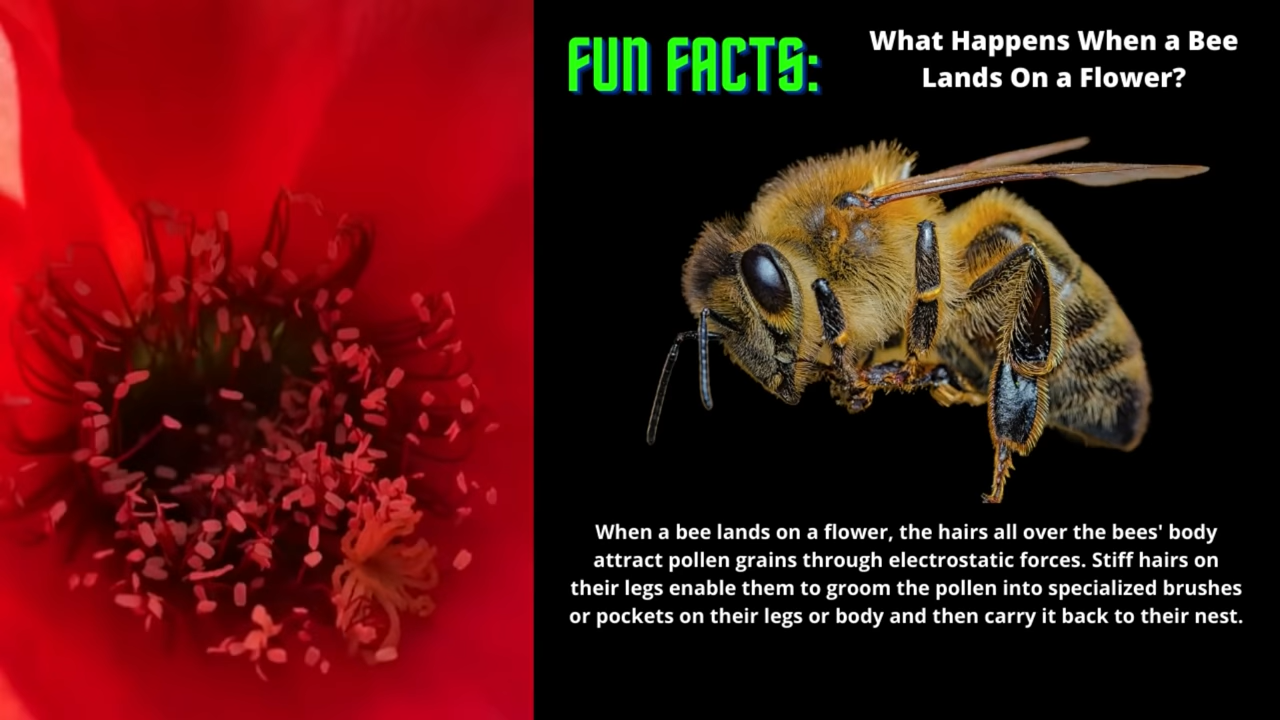 FUN FACTS:
What Happens When a Bee
Lands On a Flower?
When a bee lands on a flower, the hairs all over the bees' body
attract pollen grains through electrostatic forces. Stiff hairs on
their legs enable them to groom the pollen into specialized brushes
or pockets on their legs or body and then carry it back to their nest.